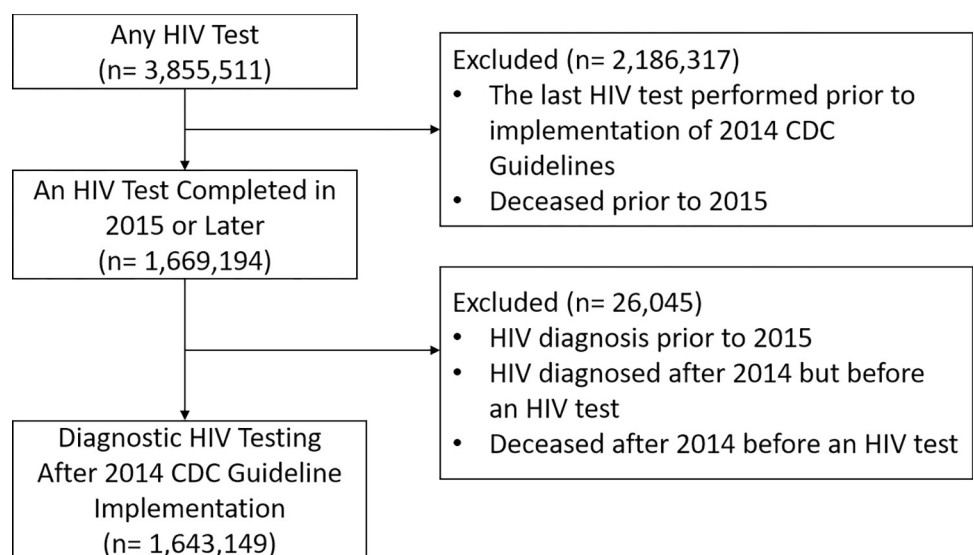 Any HIV Test
(n= 3,855,511)
Excluded (n= 2,186,317)
• The last HIV test performed prior to
implementation of 2014 CDC
Guidelines
• Deceased prior to 2015
An HIV Test Completed in
2015 or Later
(n= 1,669,194)
Excluded (n= 26,045)
• HIV diagnosis prior to 2015
• HIV diagnosed after 2014 but before
an HIV test
• Deceased after 2014 before an HIV test
Diagnostic HIV Testing
After 2014 CDC Guideline
Implementation
(n= 1,643,149)